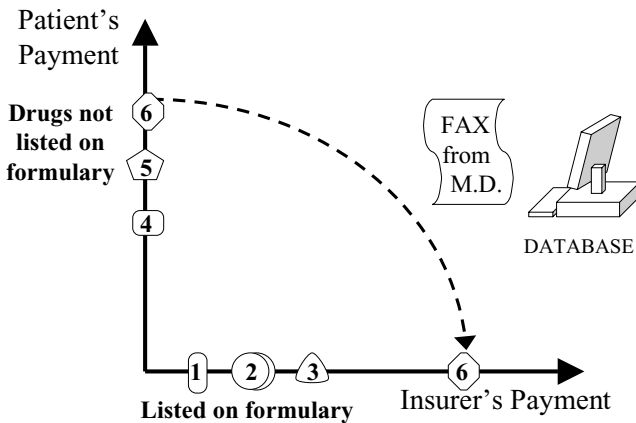 Patient's
Payment
Drugs not
listed on
formulary
6
5
4
FAX
from
M.D.
DATABASE
1
2
3
6
Listed on formulary
Insurer's Payment